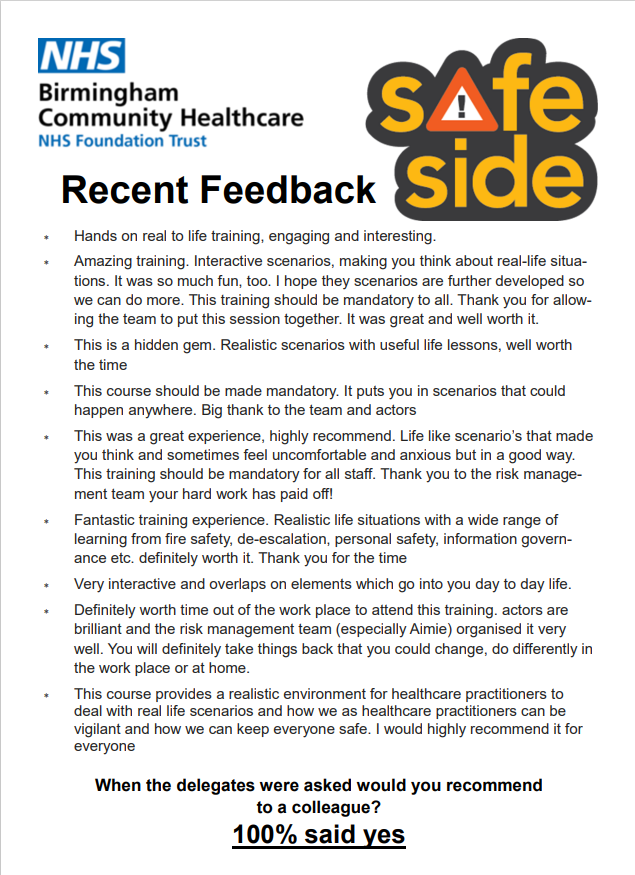 NHS
Birmingham
Community Healthcare
NHS Foundation Trust
safe
side
Recent Feedback
* Hands on real to life training, engaging and interesting.
* Amazing training. Interactive scenarios, making you think about real-life situa-
tions. It was so much fun, too. I hope they scenarios are further developed so
we can do more. This training should be mandatory to all. Thank you for allow-
ing the team to put this session together. It was great and well worth it.
* This is a hidden gem. Realistic scenarios with useful life lessons, well worth
the time
* This course should be made mandatory. It puts you in scenarios that could
happen anywhere. Big thank to the team and actors
* This was a great experience, highly recommend. Life like scenario’s that made
you think and sometimes feel uncomfortable and anxious but in a good way.
This training should be mandatory for all staff. Thank you to the risk manage-
ment team your hard work has paid off!
* Fantastic training experience. Realistic life situations with a wide range of
learning from fire safety, de-escalation, personal safety, information govern-
ance etc. definitely worth it. Thank you for the time
* Very interactive and overlaps on elements which go into you day to day life.
* Definitely worth time out of the work place to attend this training. actors are
brilliant and the risk management team (especially Aimie) organised it very
well. You will definitely take things back that you could change, do differently in
the work place or at home.
* This course provides a realistic environment for healthcare practitioners to
deal with real life scenarios and how we as healthcare practitioners can be
vigilant and how we can keep everyone safe. I would highly recommend it for
everyone
When the delegates were asked would you recommend
to a colleague?
100% said yes